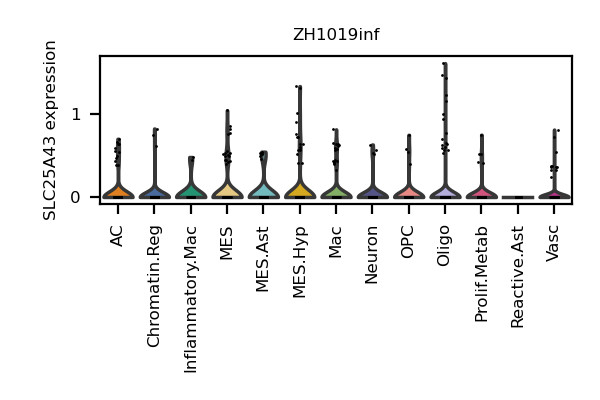 ZH1019inf
SLC25A43 expression
1
0
AC
Chromatin.Reg
Inflammatory.Mac
MES
MES.Ast
MES.Hyp
Mac
Neuron
OPC
Oligo
Prolif.Metab
Reactive.Ast
Vasc